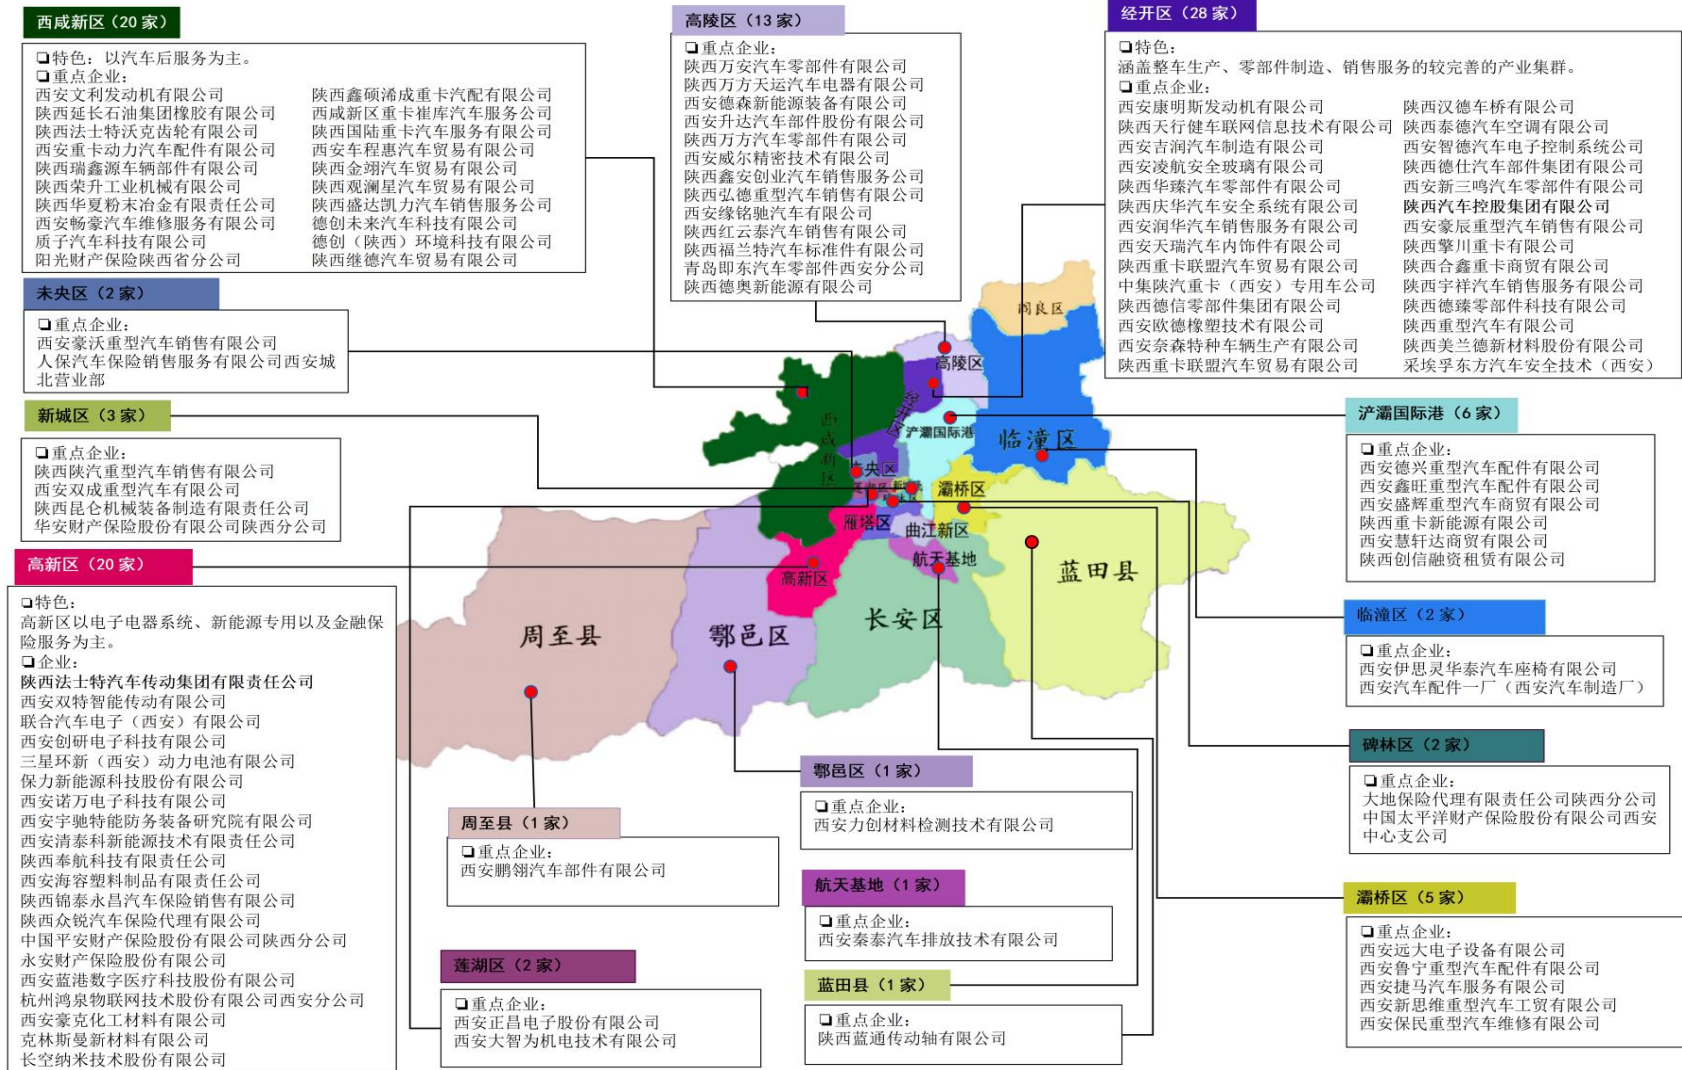 西咸新区（20 家）
❑特色：以汽车后服务为主。
❑重点企业：
西安文利发动机有限公司
陕西延长石油集团橡胶有限公司
陕西法士特沃克齿轮有限公司
西安重卡动力汽车配件有限公司
陕西瑞鑫源车辆部件有限公司
陕西荣升工业机械有限公司
陕西华夏粉末冶金有限责任公司
西安畅豪汽车维修服务有限公司
质子汽车科技有限公司
阳光财产保险陕西省分公司
陕西鑫硕浠成重卡汽配有限公司
西咸新区重卡崔库汽车服务公司
陕西国陆重卡汽车服务有限公司
西安车程惠汽车贸易有限公司
陕西金翊汽车贸易有限公司
陕西观澜星汽车贸易有限公司
陕西盛达凯力汽车销售服务公司
德创未来汽车科技有限公司
德创（陕西）环境科技有限公司
陕西继德汽车贸易有限公司
高陵区（13 家）
❑重点企业：
陕西万安汽车零部件有限公司
陕西万方天运汽车电器有限公司
西安德森新能源装备有限公司
西安升达汽车部件股份有限公司
陕西万方汽车零部件有限公司
西安威尔精密技术有限公司
陕西鑫安创业汽车销售服务公司
陕西弘德重型汽车销售有限公司
西安缘铭驰汽车有限公司
陕西红云泰汽车销售有限公司
陕西福兰特汽车标准件有限公司
青岛即东汽车零部件西安分公司
陕西德奥新能源有限公司
经开区（28 家）
❑特色：
涵盖整车生产、零部件制造、销售服务的较完善的产业集群。
❑重点企业：
西安康明斯发动机有限公司
陕西天行健车联网信息技术有限公司
西安吉润汽车制造有限公司
西安凌航安全玻璃有限公司
陕西华臻汽车零部件有限公司
陕西庆华汽车安全系统有限公司
西安润华汽车销售服务有限公司
西安天瑞汽车内饰件有限公司
陕西重卡联盟汽车贸易有限公司
中集陕汽重卡（西安）专用车公司
陕西德信零部件集团有限公司
西安欧德橡塑技术有限公司
西安奈森特种车辆生产有限公司
陕西重卡联盟汽车贸易有限公司
陕西汉德车桥有限公司
陕西泰德汽车空调有限公司
西安智德汽车电子控制系统公司
陕西德仕汽车部件集团有限公司
西安新三鸣汽车零部件有限公司
陕西汽车控股集团有限公司
西安豪辰重型汽车销售有限公司
陕西擎川重卡有限公司
陕西合鑫重卡商贸有限公司
陕西宇祥汽车销售服务有限公司
陕西德臻零部件科技有限公司
陕西重型汽车有限公司
陕西美兰德新材料股份有限公司
采埃孚东方汽车安全技术（西安）
未央区（2 家）
❑重点企业：
西安豪沃重型汽车销售有限公司
人保汽车保险销售服务有限公司西安城
北营业部
新城区（3 家）
❑重点企业：
陕西陕汽重型汽车销售有限公司
西安双成重型汽车有限公司
陕西昆仑机械装备制造有限责任公司
华安财产保险股份有限公司陕西分公司
高新区（20 家）
❑特色：
高新区以电子电器系统、新能源专用以及金融保
险服务为主。
❑企业：
陕西法士特汽车传动集团有限责任公司
西安双特智能传动有限公司
联合汽车电子（西安）有限公司
西安创研电子科技有限公司
三星环新（西安）动力电池有限公司
保力新能源科技股份有限公司
西安诺万电子科技有限公司
西安宇驰特能防务装备研究院有限公司
西安清泰科新能源技术有限责任公司
陕西奉航科技有限责任公司
西安海容塑料制品有限责任公司
陕西锦泰永昌汽车保险销售有限公司
陕西众锐汽车保险代理有限公司
中国平安财产保险股份有限公司陕西分公司
永安财产保险股份有限公司
西安蓝港数字医疗科技股份有限公司
杭州鸿泉物联网技术股份有限公司西安分公司
西安豪克化工材料有限公司
克林斯曼新材料有限公司
长空纳米技术股份有限公司
阎良区
高陵区
经开区
西咸新区
浐灞国际港
临潼区
未央区
灞桥区
雁塔区
曲江新区
航天基地
高新区
蓝田县
长安区
鄠邑区
周至县
浐灞国际港（6 家）
❑重点企业：
西安德兴重型汽车配件有限公司
西安鑫旺重型汽车配件有限公司
西安盛辉重型汽车商贸有限公司
陕西重卡新能源有限公司
西安慧轩达商贸有限公司
陕西创信融资租赁有限公司
临潼区（2 家）
❑重点企业：
西安伊思灵华泰汽车座椅有限公司
西安汽车配件一厂（西安汽车制造厂）
碑林区（2 家）
❑重点企业：
大地保险代理有限责任公司陕西分公司
中国太平洋财产保险股份有限公司西安
中心支公司
灞桥区（5 家）
❑重点企业：
西安远大电子设备有限公司
西安鲁宁重型汽车配件有限公司
西安捷马汽车服务有限公司
西安新思维重型汽车工贸有限公司
西安保民重型汽车维修有限公司
鄠邑区（1 家）
❑重点企业：
西安力创材料检测技术有限公司
周至县（1 家）
❑重点企业：
西安鹏翎汽车部件有限公司
航天基地（1 家）
❑重点企业：
西安秦泰汽车排放技术有限公司
莲湖区（2 家）
❑重点企业：
西安正昌电子股份有限公司
西安大智为机电技术有限公司
蓝田县（1 家）
❑重点企业：
陕西蓝通传动轴有限公司